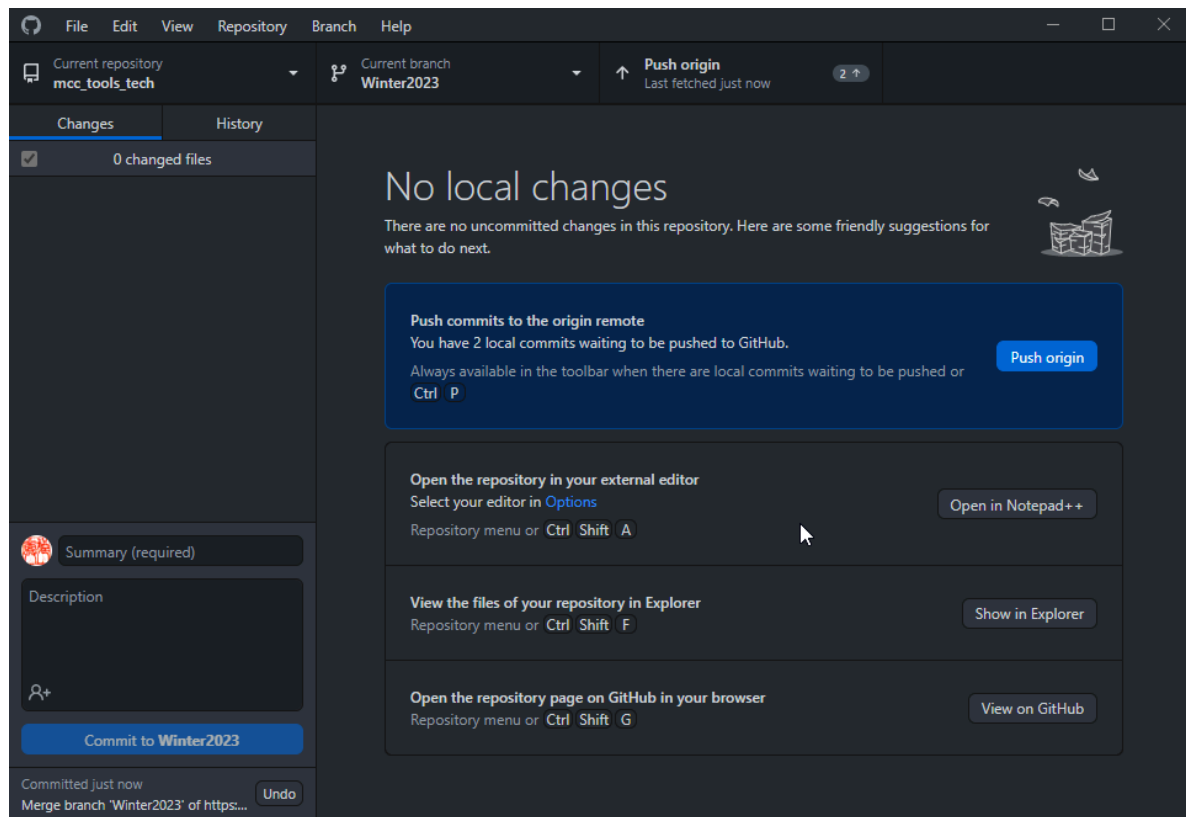 File Edit View Repository Branch Help
Current repository
mcc_tools_tech
Current branch
Winter2023
Push origin
Last fetched just now
2 ↑
Changes History
0 changed files
No local changes
There are no uncommitted changes in this repository. Here are some friendly suggestions for
what to do next.
Push commits to the origin remote
You have 2 local commits waiting to be pushed to GitHub.
Always available in the toolbar when there are local commits waiting to be pushed or
Ctrl P
Push origin
Open the repository in your external editor
Select your editor in Options
Repository menu or Ctrl Shift A
Open in Notepad++
View the files of your repository in Explorer
Repository menu or Ctrl Shift F
Show in Explorer
Open the repository page on GitHub in your browser
Repository menu or Ctrl Shift G
View on GitHub
Summary (required)
Description
Commit to Winter2023
Committed just now
Merge branch 'Winter2023' of https:...
Undo